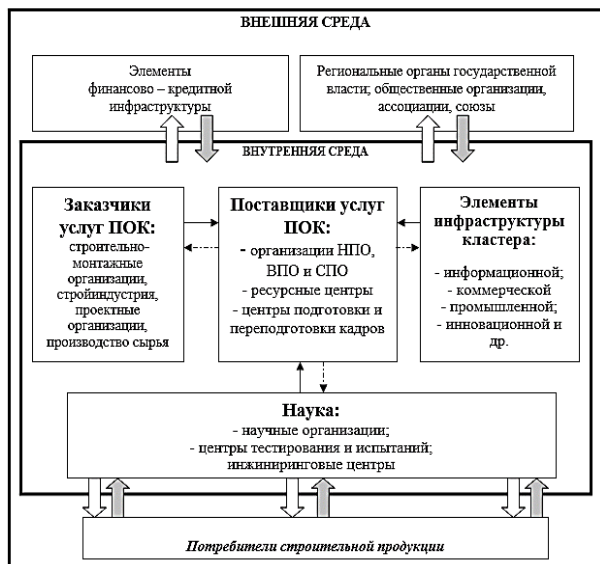 ВНЕШНЯЯ СРЕДА
Элементы
финансово – кредитной
инфраструктуры
Региональные органы государственной
власти; общественные организации,
ассоциации, союзы
ВНУТРЕННЯЯ СРЕДА
Заказчики
услуг ПОК:
строительно-
монтажные
организации,
стройиндустрия,
проектные
организации,
производство сырья
Поставщики услуг
ПОК:
- организации НПО,
ВПО и СПО
- ресурсные центры
- центры подготовки и
переподготовки кадров
Элементы
инфраструктуры
кластера:
- информационной;
- коммерческой
- промышленной;
- инновационной и
др.
Наука:
- научные организации;
- центры тестирования и испытаний;
инжиниринговые центры
Потребители строительной продукции